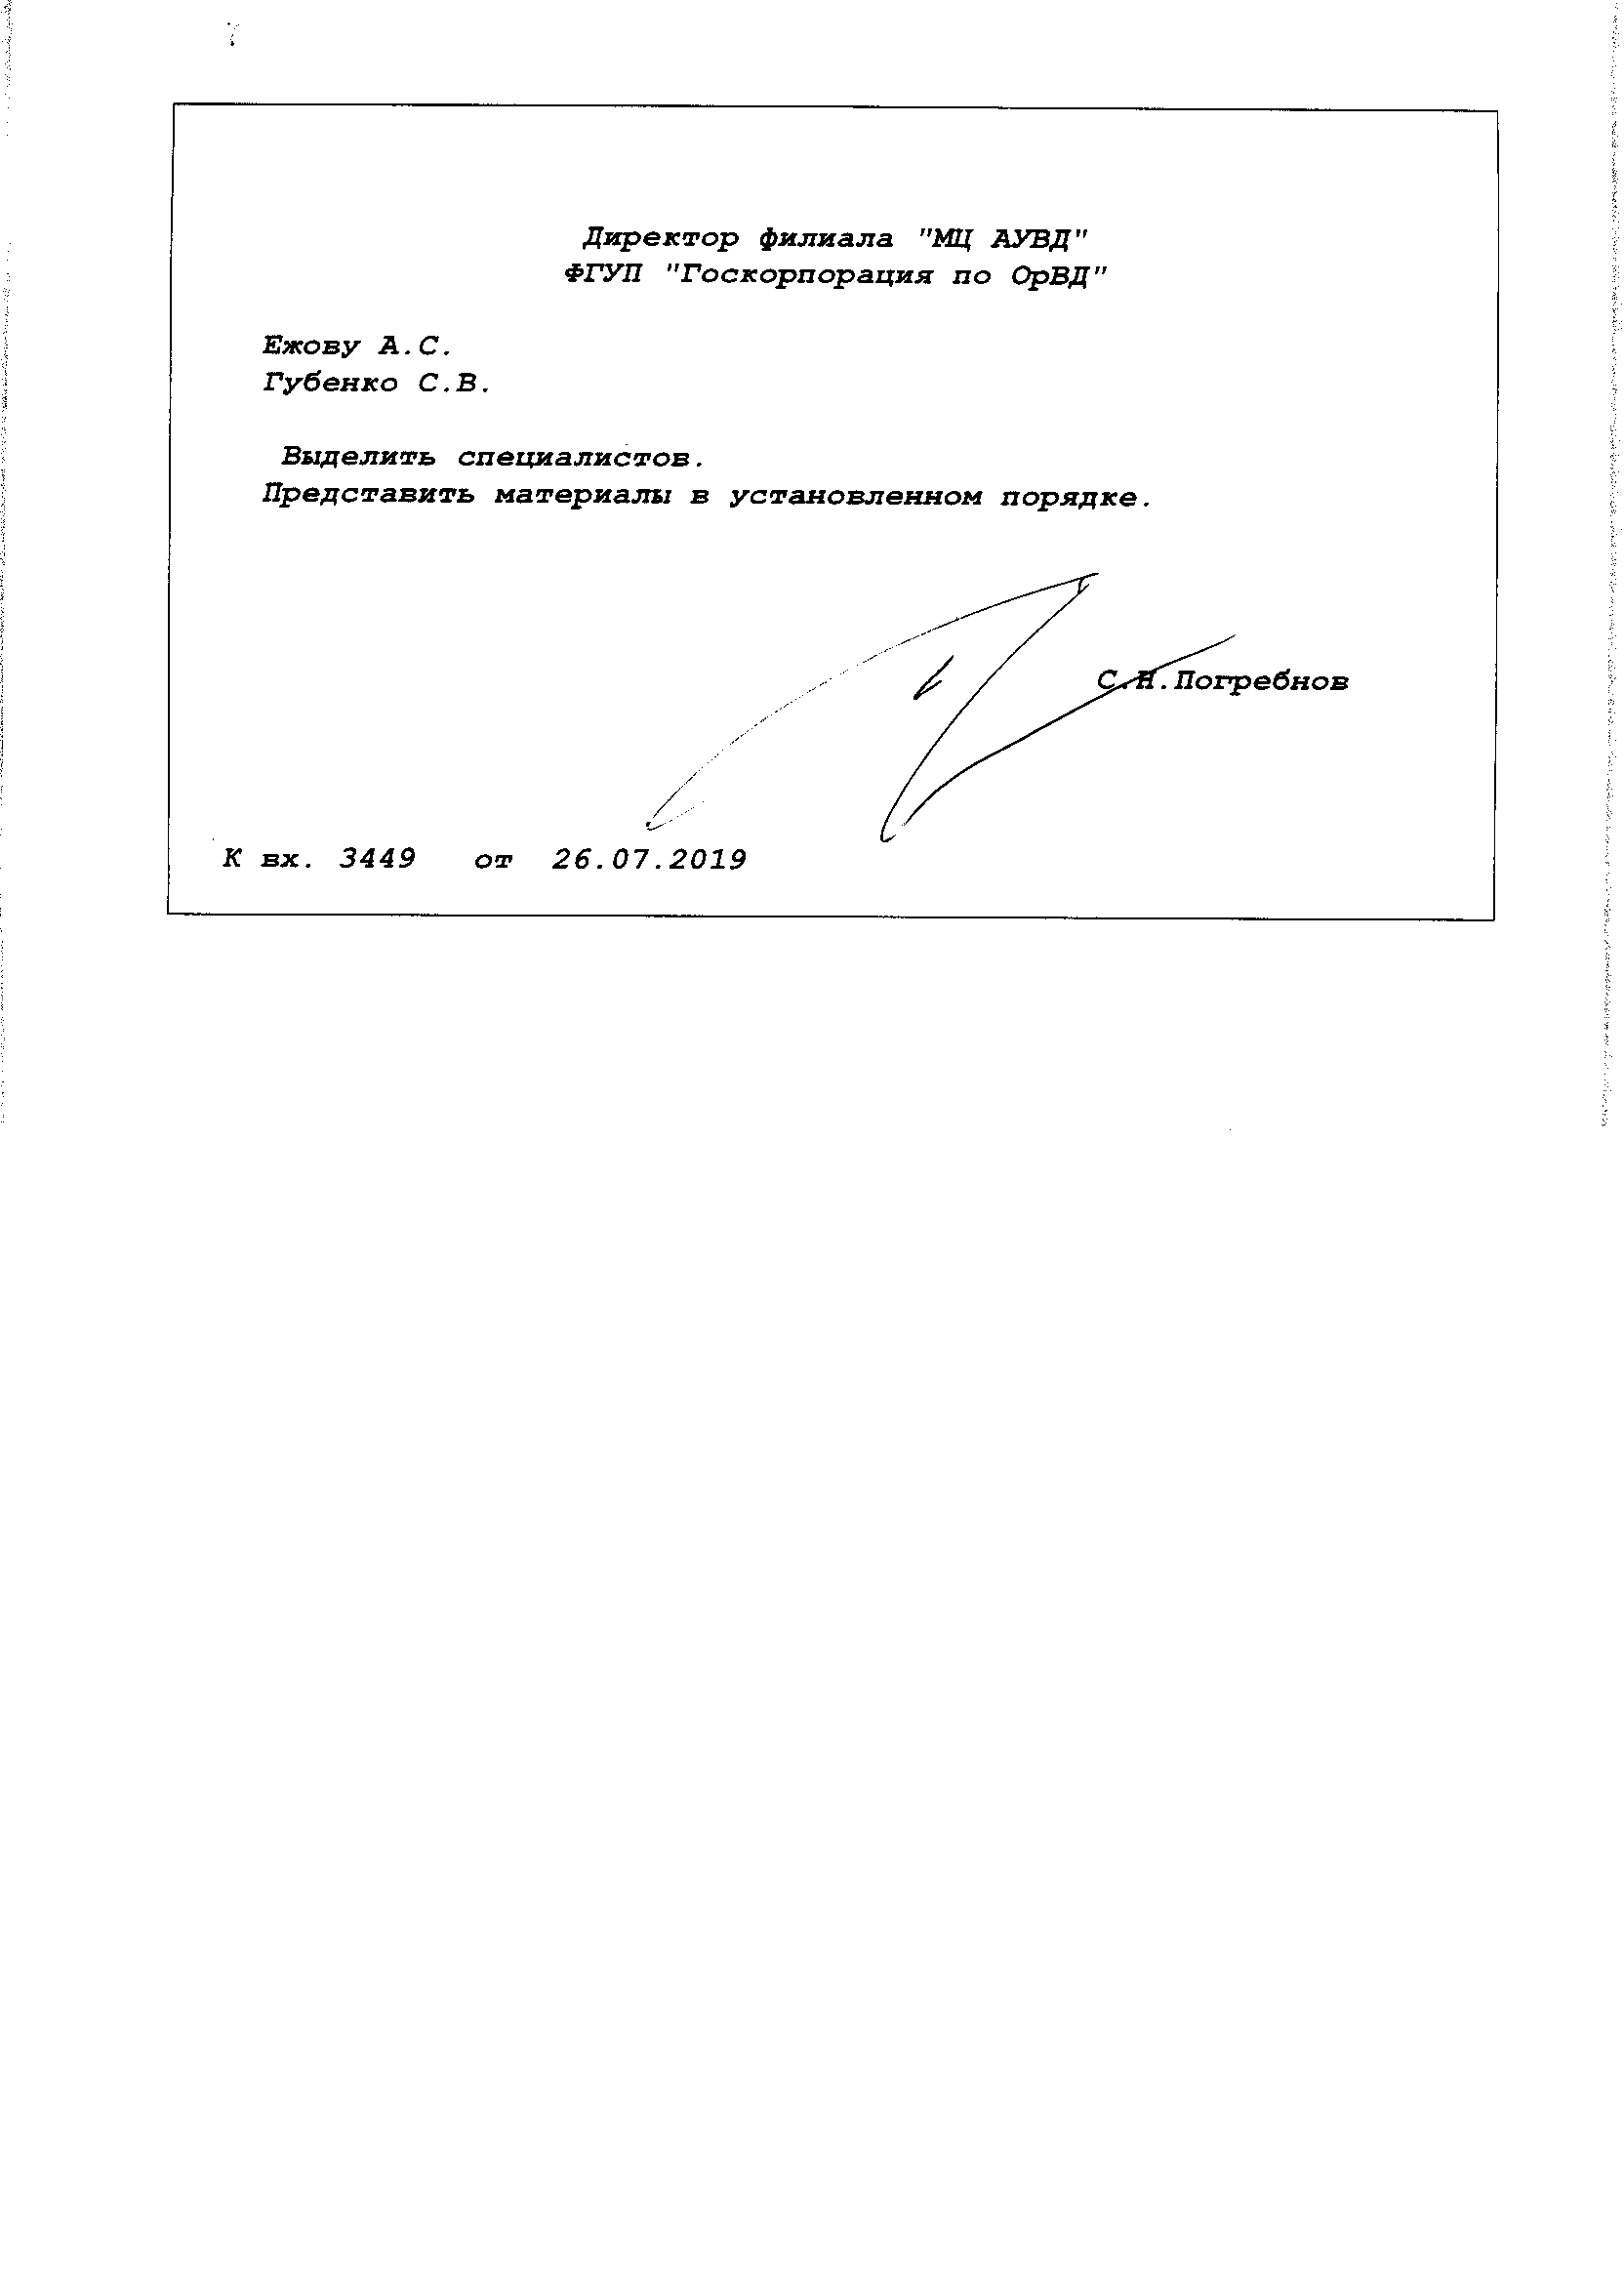 Директор филиала "МЦ АУВД"
ФГУП "Госкорпорация по ОрВД"
Ежову А.С.
Губенко С.В.
Выделить специалистов.
Представить материалы в установленном порядке.
С.Н.Погребнов
К вх. 3449 от 26.07.2019